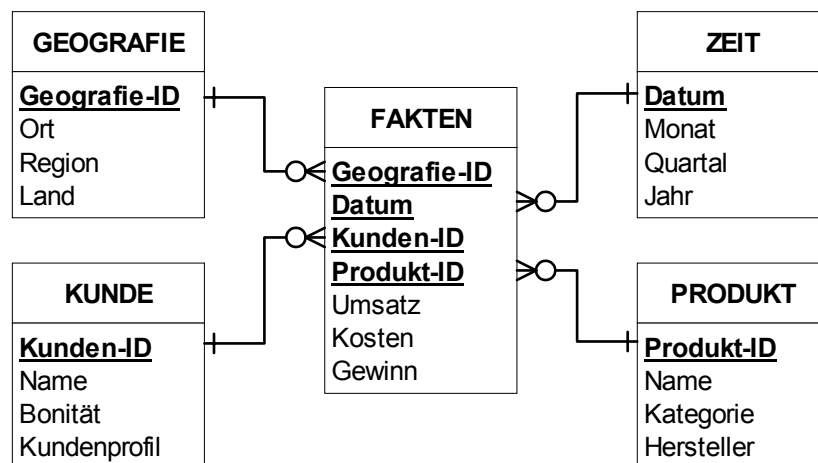 GEOGRAFIE
Geografie-ID
Ort
Region
Land
KUNDE
Kunden-ID
Name
Bonität
Kundenprofil
FAKTEN
Geografie-ID
Datum
Kunden-ID
Produkt-ID
Umsatz
Kosten
Gewinn
ZEIT
Datum
Monat
Quartal
Jahr
PRODUKT
Produkt-ID
Name
Kategorie
Hersteller